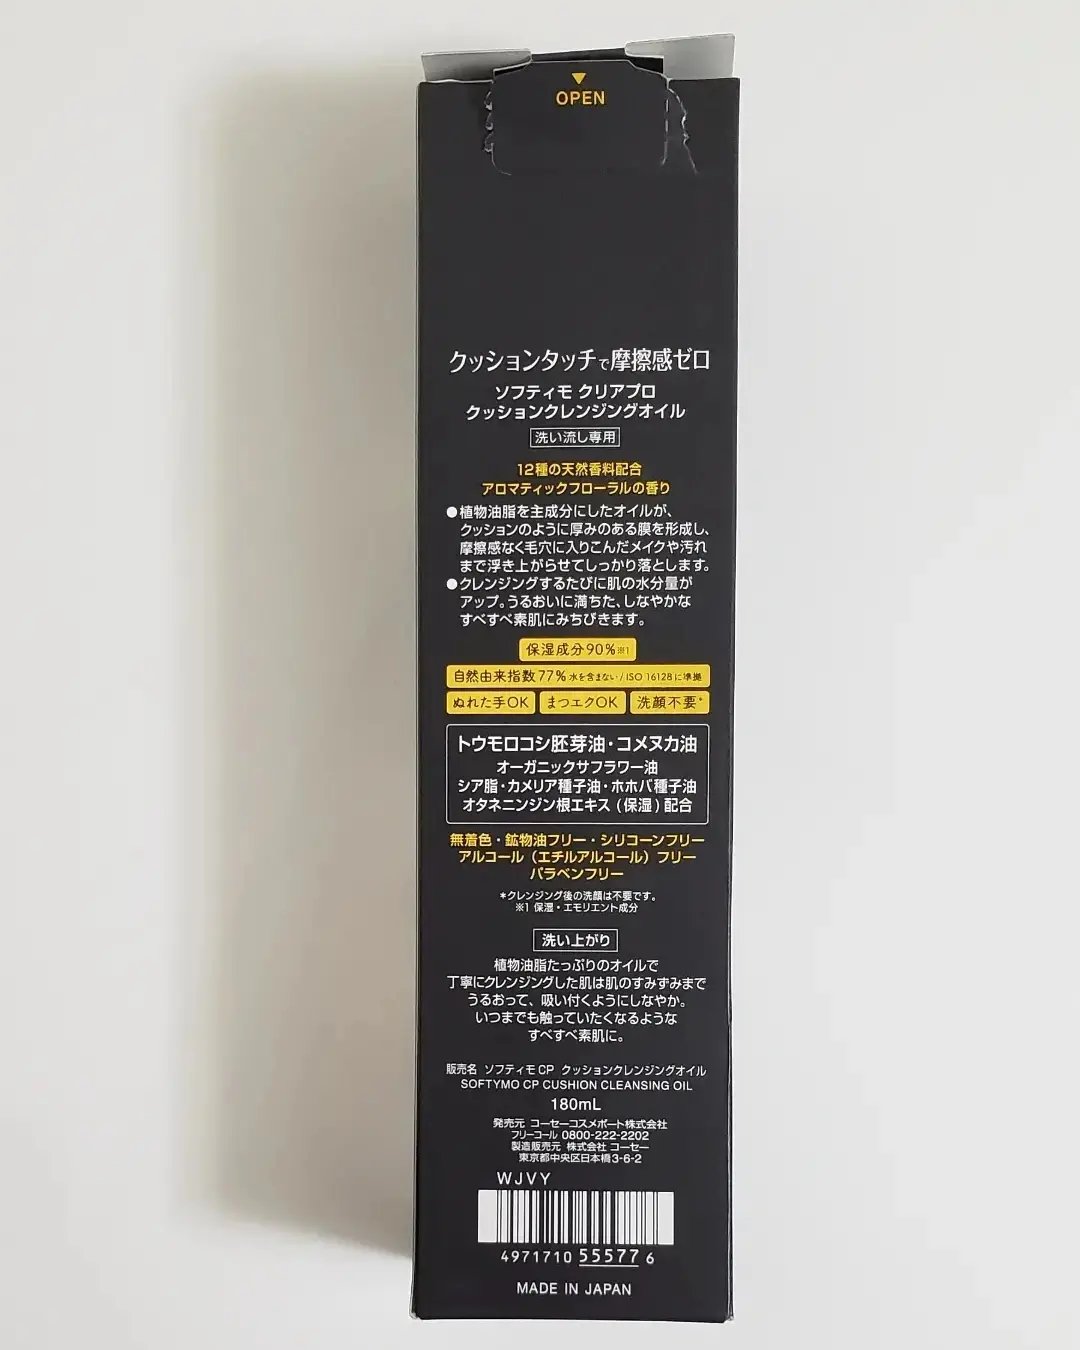 OPEN
クッションタッチで摩擦感ゼロ
ソフティモ クリアプロ
クッションクレンジングオイル
洗い流し専用
12種の天然香料配合
アロマティックフローラルの香り
●植物油脂を主成分にしたオイルが、
クッションのように厚みのある膜を形成し、
摩擦感なく毛穴に入りこんだメイクや汚れ
まで浮き上がらせてしっかり落とします。
●クレンジングするたびに肌の水分量が
アップ。うるおいに満ちた、しなやかな
すべすべ素肌にみちびきます。
保湿成分90%※1
自然由来指数77% 水を含まない/ISO 16128に準拠
ぬれた手OK まつエクOK 洗顔不要*
トウモロコシ胚芽油・コメヌカ油
オーガニックサフラワー油
シア脂・カメリア種子油・ホホバ種子油
オタネニンジン根エキス(保湿)配合
無着色・鉱物油フリー・シリコーンフリー
アルコール(エチルアルコール)フリー
パラベンフリー
*クレンジング後の洗顔は不要です。
※1 保湿・エモリエント成分
洗い上がり
植物油脂たっぷりのオイルで
丁寧にクレンジングした肌は肌のすみずみまで
うるおって、吸い付くようにしなやか。
いつまでも触っていたくなるような
すべすべ素肌に。
販売名 ソフティモCP クッションクレンジングオイル
SOFTYMO CP CUSHION CLEANSING OIL
180mL
発売元 コーセーコスメポート株式会社
フリーコール 0800-222-2202
製造販売元 株式会社 コーセー
東京都中央区日本橋3-6-2
WJVY
4971710 555776
MADE IN JAPAN